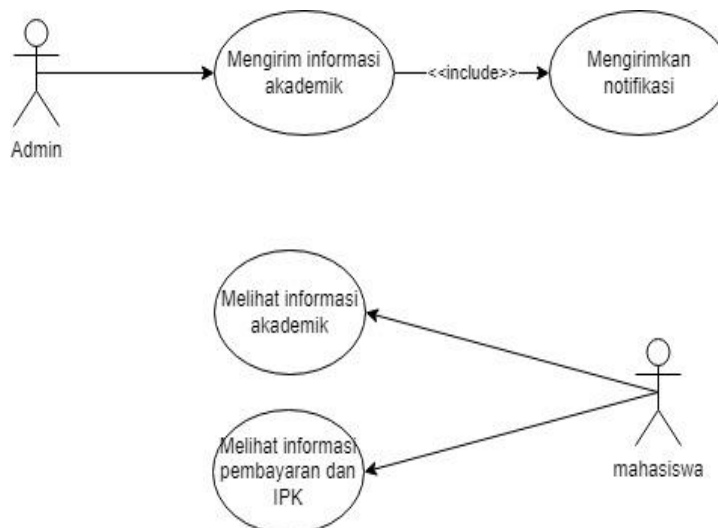 Mengirim informasi
akademik
<<include>>
Mengirimkan
notifikasi
Admin
Melihat informasi
akademik
Melihat informasi
pembayaran dan
IPK
mahasiswa